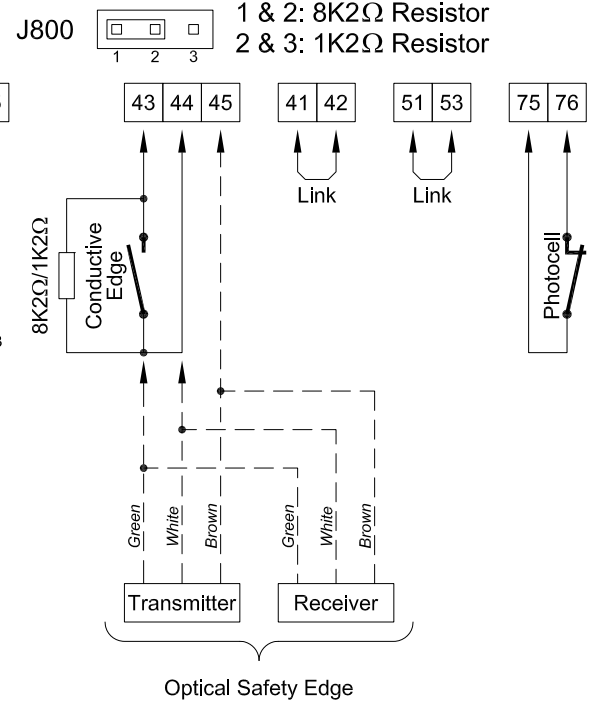 J800
1 2 3
1 & 2: 8K2Ω Resistor
2 & 3: 1K2Ω Resistor
43 44 45 41 42 51 53 75 76
Link Link
8K2Ω/1K2Ω
Conductive
Edge
Photocell
Green White Brown Green White Brown
Transmitter Receiver
Optical Safety Edge